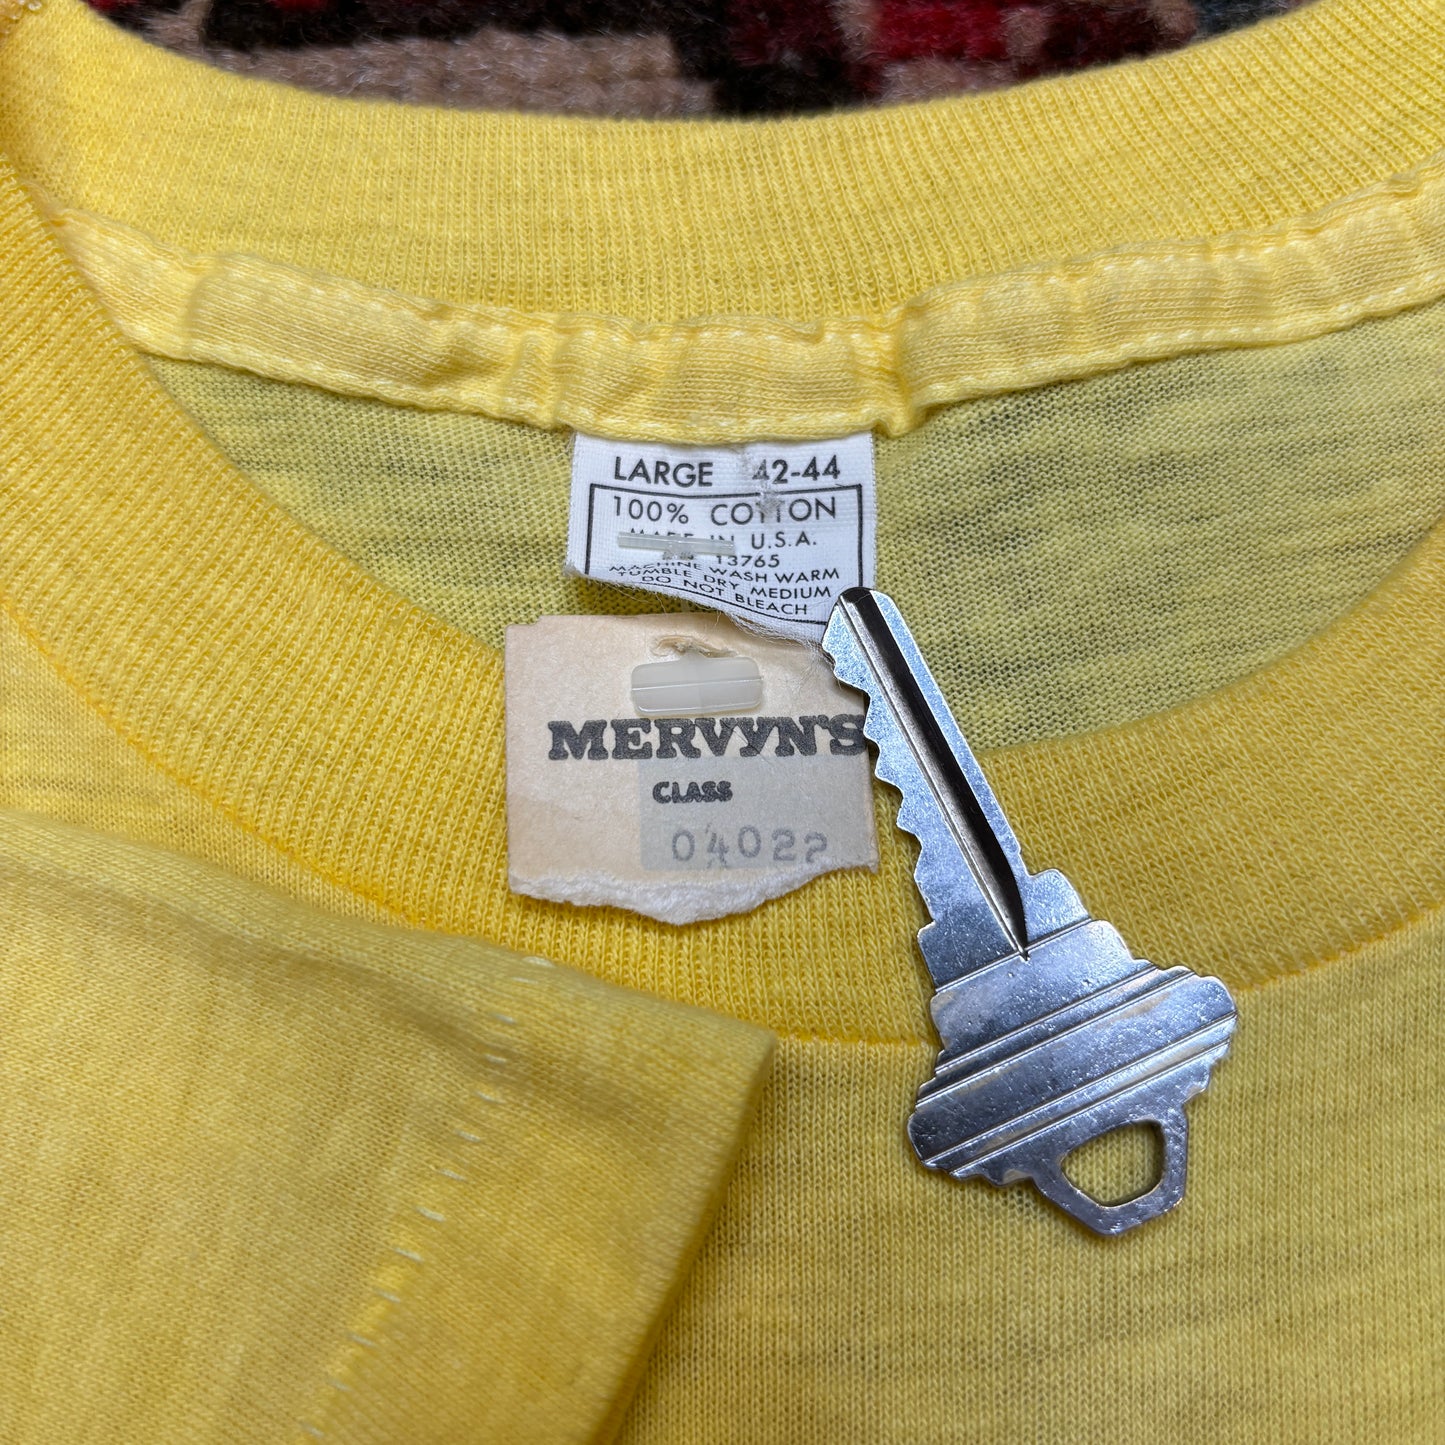 LARGE 42-44
100% COTTON
MADE IN U.S.A.
13765
MACHINE WASH WARM
TUMBLE DRY MEDIUM
DO NOT BLEACH
MERVYN'S
CLASS
04022